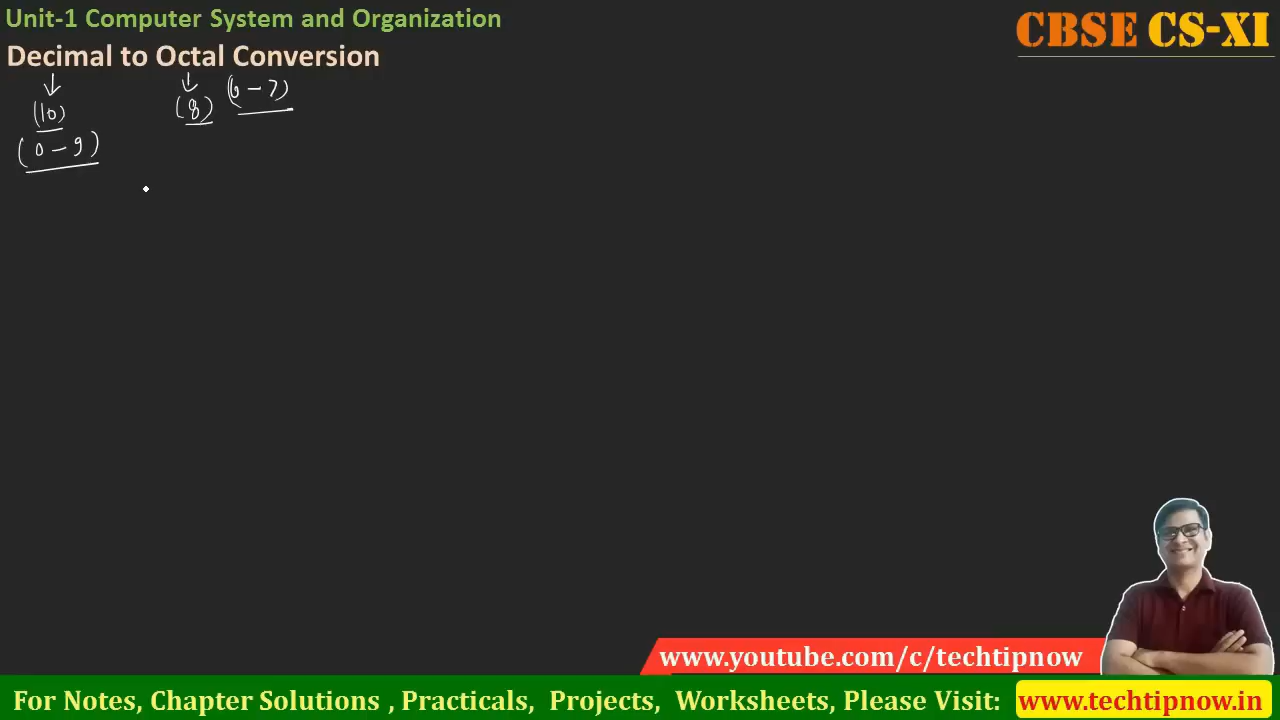 Unit-1 Computer System and Organization
CBSE CS-XI
Decimal to Octal Conversion
(10) (8) (0-7)
(0-9)
www.youtube.com/c/techtipnow
For Notes, Chapter Solutions , Practicals, Projects, Worksheets, Please Visit: www.techtipnow.in